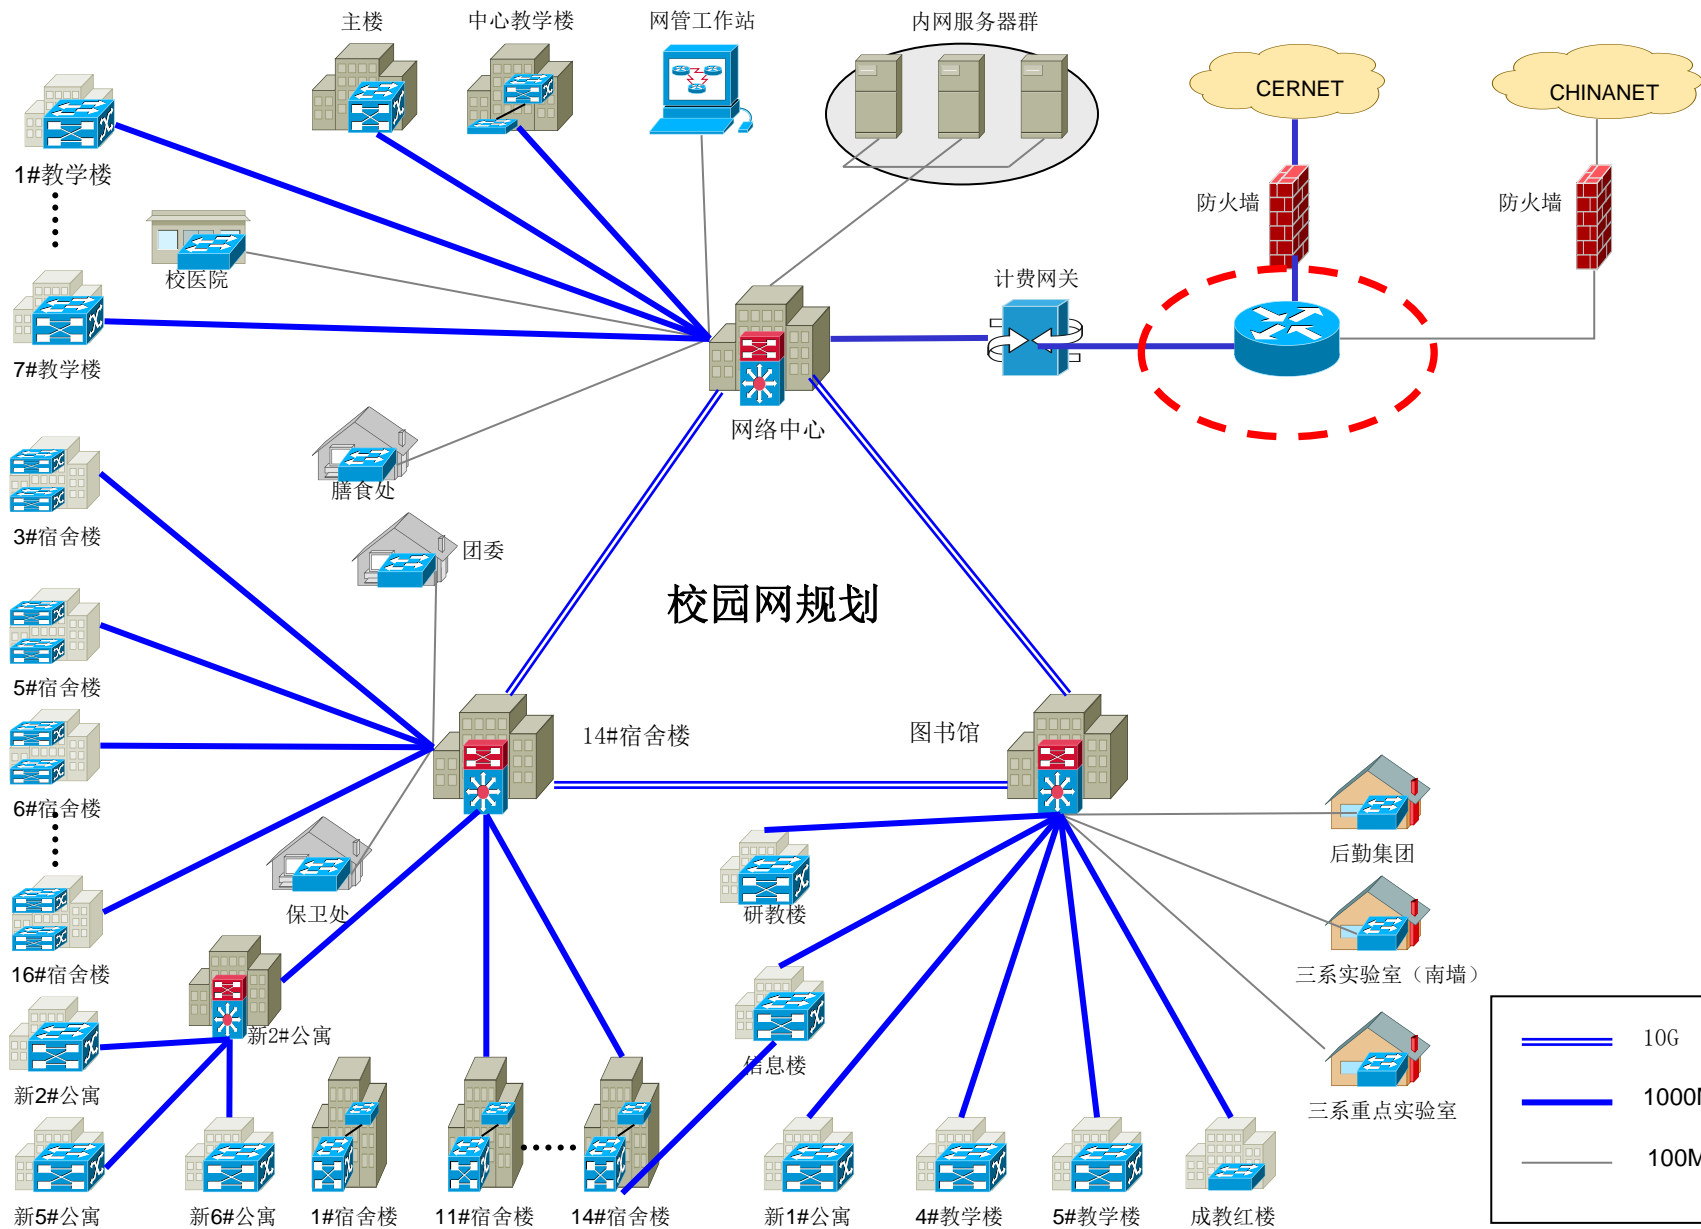 主楼
中心教学楼
网管工作站
内网服务器群
CERNET
CHINANET
1#教学楼
防火墙
防火墙
校医院
计费网关
7#教学楼
网络中心
膳食处
3#宿舍楼
团委
校园网规划
5#宿舍楼
14#宿舍楼
图书馆
6#宿舍楼
后勤集团
保卫处
研教楼
16#宿舍楼
三系实验室（南墙）
新2#公寓
10G
信息楼
新2#公寓
1000M
三系重点实验室
100M
新5#公寓
新6#公寓
1#宿舍楼
11#宿舍楼
14#宿舍楼
新1#公寓
4#教学楼
5#教学楼
成教红楼